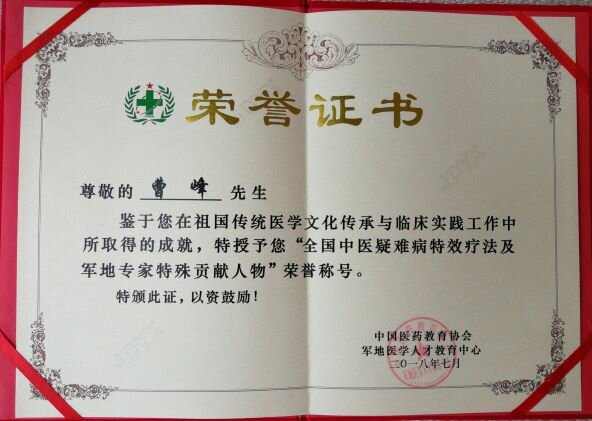 荣誉证书
尊敬的 曹 峰 先生
鉴于您在祖国传统医学文化传承与临床实践工作中
所取得的成就，特授予您“全国中医疑难病特效疗法及
军地专家特殊贡献人物”荣誉称号。
特颁此证，以资鼓励！
中国医药教育协会
军地医学人才教育中心
二〇一八年七月
JDYX